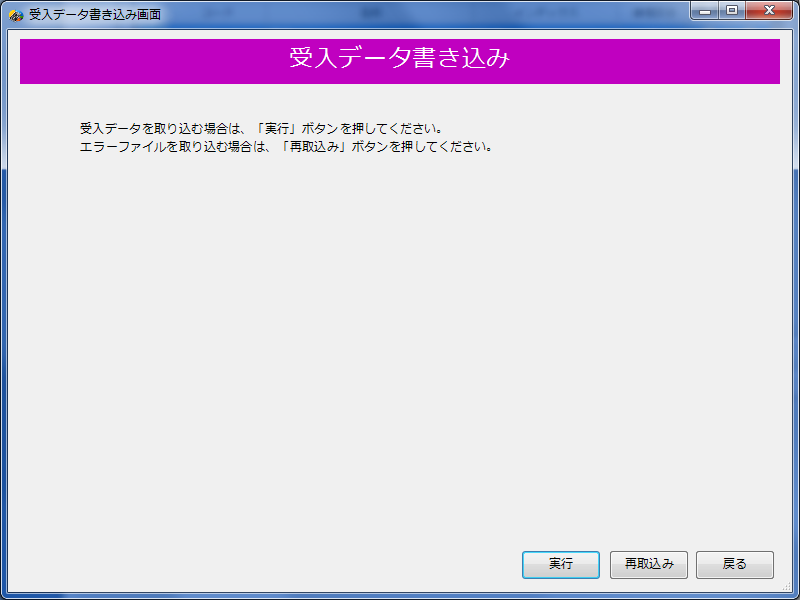 受入データ書き込み画面
受入データ書き込み
受入データを取り込む場合は、「実行」ボタンを押してください。
エラーファイルを取り込む場合は、「再取込み」ボタンを押してください。
実行
再取込み
戻る